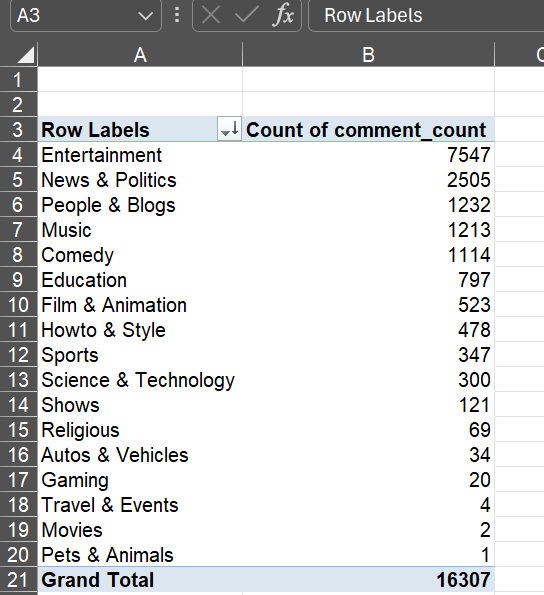 A3 fx Row Labels
A B C
1
2
3 Row Labels Count of comment_count
4 Entertainment 7547
5 News & Politics 2505
6 People & Blogs 1232
7 Music 1213
8 Comedy 1114
9 Education 797
10 Film & Animation 523
11 Howto & Style 478
12 Sports 347
13 Science & Technology 300
14 Shows 121
15 Religious 69
16 Autos & Vehicles 34
17 Gaming 20
18 Travel & Events 4
19 Movies 2
20 Pets & Animals 1
21 Grand Total 16307